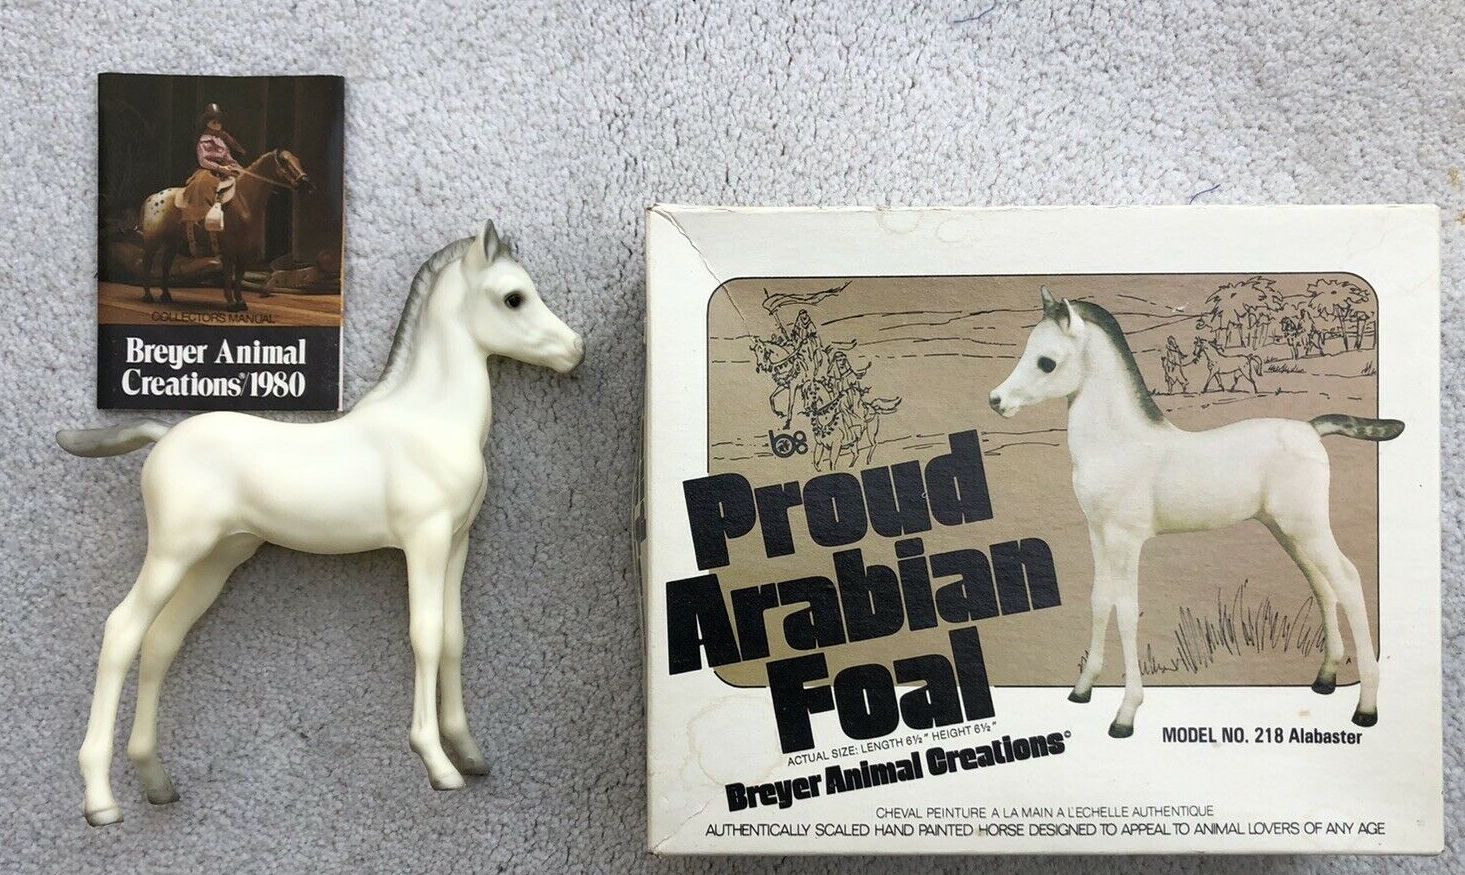 COLLECTOR'S MANUAL
Breyer Animal
Creations®/1980
Proud
Arabian
Foal
ACTUAL SIZE: LENGTH 6½" HEIGHT 6½"
Breyer Animal Creations®
MODEL NO. 218 Alabaster
CHEVAL PEINTURE A LA MAIN A L'ECHELLE AUTHENTIQUE
AUTHENTICALLY SCALED HAND PAINTED HORSE DESIGNED TO APPEAL TO ANIMAL LOVERS OF ANY AGE